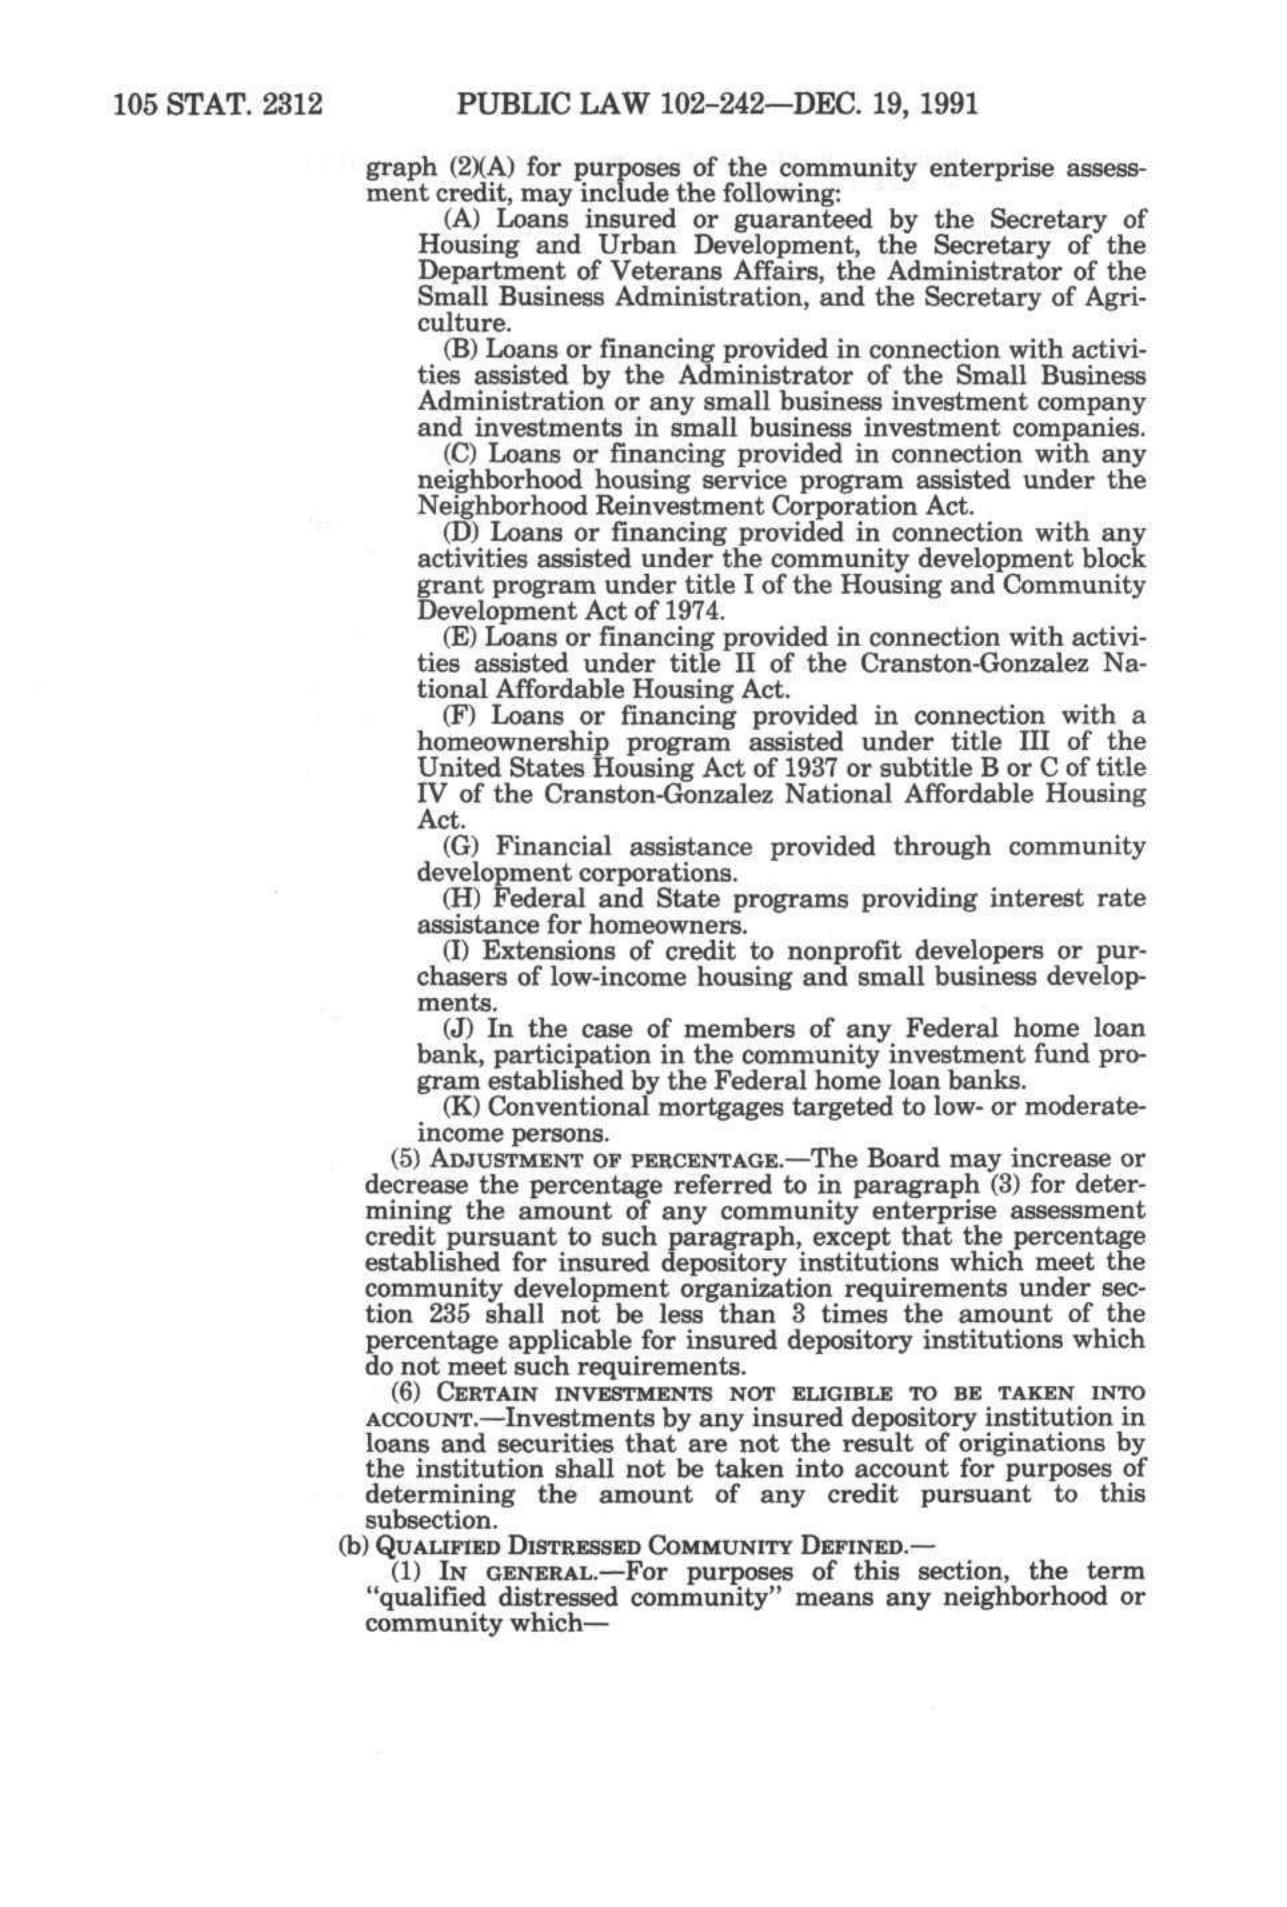 105 STAT. 2312 PUBLIC LAW 102–242—DEC. 19, 1991
graph (2)(A) for purposes of the community enterprise assess-
ment credit, may include the following:
(A) Loans insured or guaranteed by the Secretary of
Housing and Urban Development, the Secretary of the
Department of Veterans Affairs, the Administrator of the
Small Business Administration, and the Secretary of Agri-
culture.
(B) Loans or financing provided in connection with activi-
ties assisted by the Administrator of the Small Business
Administration or any small business investment company
and investments in small business investment companies.
(C) Loans or financing provided in connection with any
neighborhood housing service program assisted under the
Neighborhood Reinvestment Corporation Act.
(D) Loans or financing provided in connection with any
activities assisted under the community development block
grant program under title I of the Housing and Community
Development Act of 1974.
(E) Loans or financing provided in connection with activi-
ties assisted under title II of the Cranston-Gonzalez Na-
tional Affordable Housing Act.
(F) Loans or financing provided in connection with a
homeownership program assisted under title III of the
United States Housing Act of 1937 or subtitle B or C of title
IV of the Cranston-Gonzalez National Affordable Housing
Act.
(G) Financial assistance provided through community
development corporations.
(H) Federal and State programs providing interest rate
assistance for homeowners.
(I) Extensions of credit to nonprofit developers or pur-
chasers of low-income housing and small business develop-
ments.
(J) In the case of members of any Federal home loan
bank, participation in the community investment fund pro-
gram established by the Federal home loan banks.
(K) Conventional mortgages targeted to low- or moderate-
income persons.
(5) ADJUSTMENT OF PERCENTAGE.—The Board may increase or
decrease the percentage referred to in paragraph (3) for deter-
mining the amount of any community enterprise assessment
credit pursuant to such paragraph, except that the percentage
established for insured depository institutions which meet the
community development organization requirements under sec-
tion 235 shall not be less than 3 times the amount of the
percentage applicable for insured depository institutions which
do not meet such requirements.
(6) CERTAIN INVESTMENTS NOT ELIGIBLE TO BE TAKEN INTO
ACCOUNT.—Investments by any insured depository institution in
loans and securities that are not the result of originations by
the institution shall not be taken into account for purposes of
determining the amount of any credit pursuant to this
subsection.
(b) QUALIFIED DISTRESSED COMMUNITY DEFINED.—
(1) IN GENERAL.—For purposes of this section, the term
“qualified distressed community” means any neighborhood or
community which—